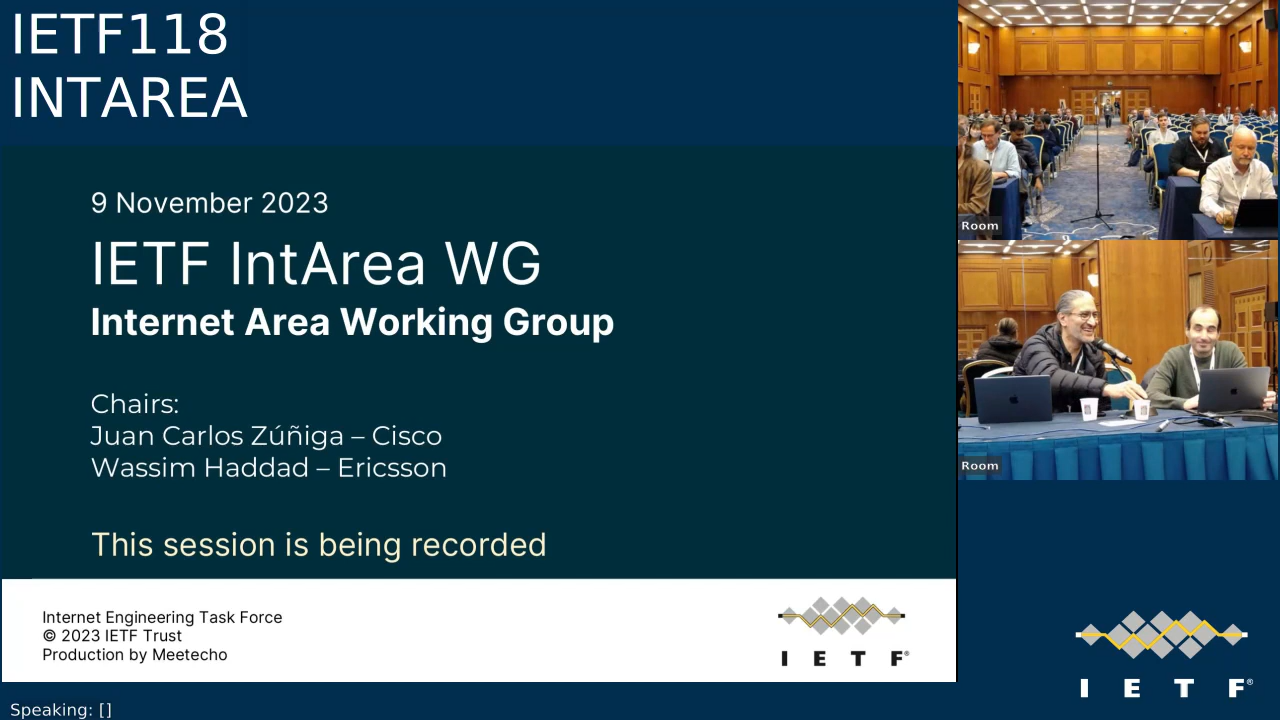 IETF118
INTAREA
9 November 2023
IETF IntArea WG
Internet Area Working Group
Chairs:
Juan Carlos Zúñiga – Cisco
Wassim Haddad – Ericsson
This session is being recorded
Internet Engineering Task Force
© 2023 IETF Trust
Production by Meetecho
I E T F®
Room
Room
I E T F®
Speaking: []